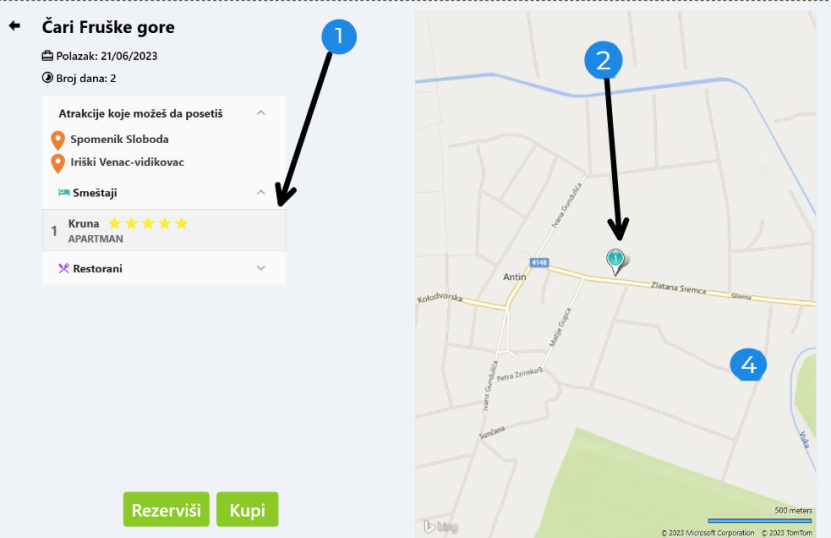 Čari Fruške gore
Polazak: 21/06/2023
Broj dana: 2
Atrakcije koje možeš da posetiš
Spomenik Sloboda
Iriški Venac-vidikovac
Smeštaji
1 Kruna
APARTMAN
Restorani
Rezerviši Kupi
1
2
Ivana Gundulića
4148
1
Antin
Zlatana Sremca
Glavna
Kolodvorska
Matije Gupca
4
Petra Zrinskog
Ivana Gundulića
Sunčana
Vuka
500 meters
bing
© 2023 Microsoft Corporation © 2023 TomTom